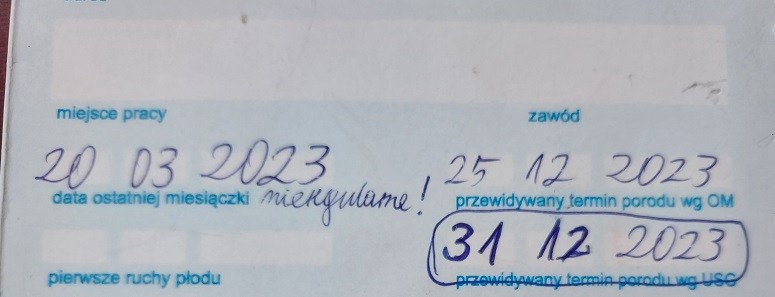 miejsce pracy zawód
20 03 2023 25 12 2023
data ostatniej miesiączki nieregularne! przewidywany termin porodu wg OM
31 12 2023
pierwsze ruchy płodu przewidywany termin porodu wg USG